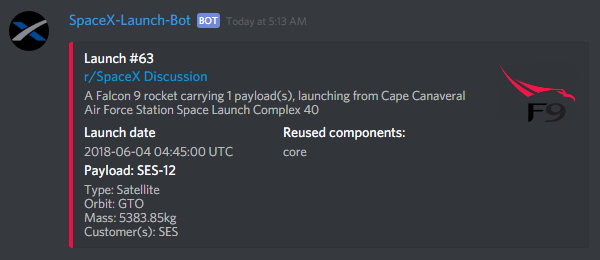 SpaceX-Launch-Bot BOT Today at 5:13 AM
Launch #63
r/SpaceX Discussion
A Falcon 9 rocket carrying 1 payload(s), launching from Cape Canaveral
Air Force Station Space Launch Complex 40
F9
Launch date
2018-06-04 04:45:00 UTC
Reused components:
core
Payload: SES-12
Type: Satellite
Orbit: GTO
Mass: 5383.85kg
Customer(s): SES